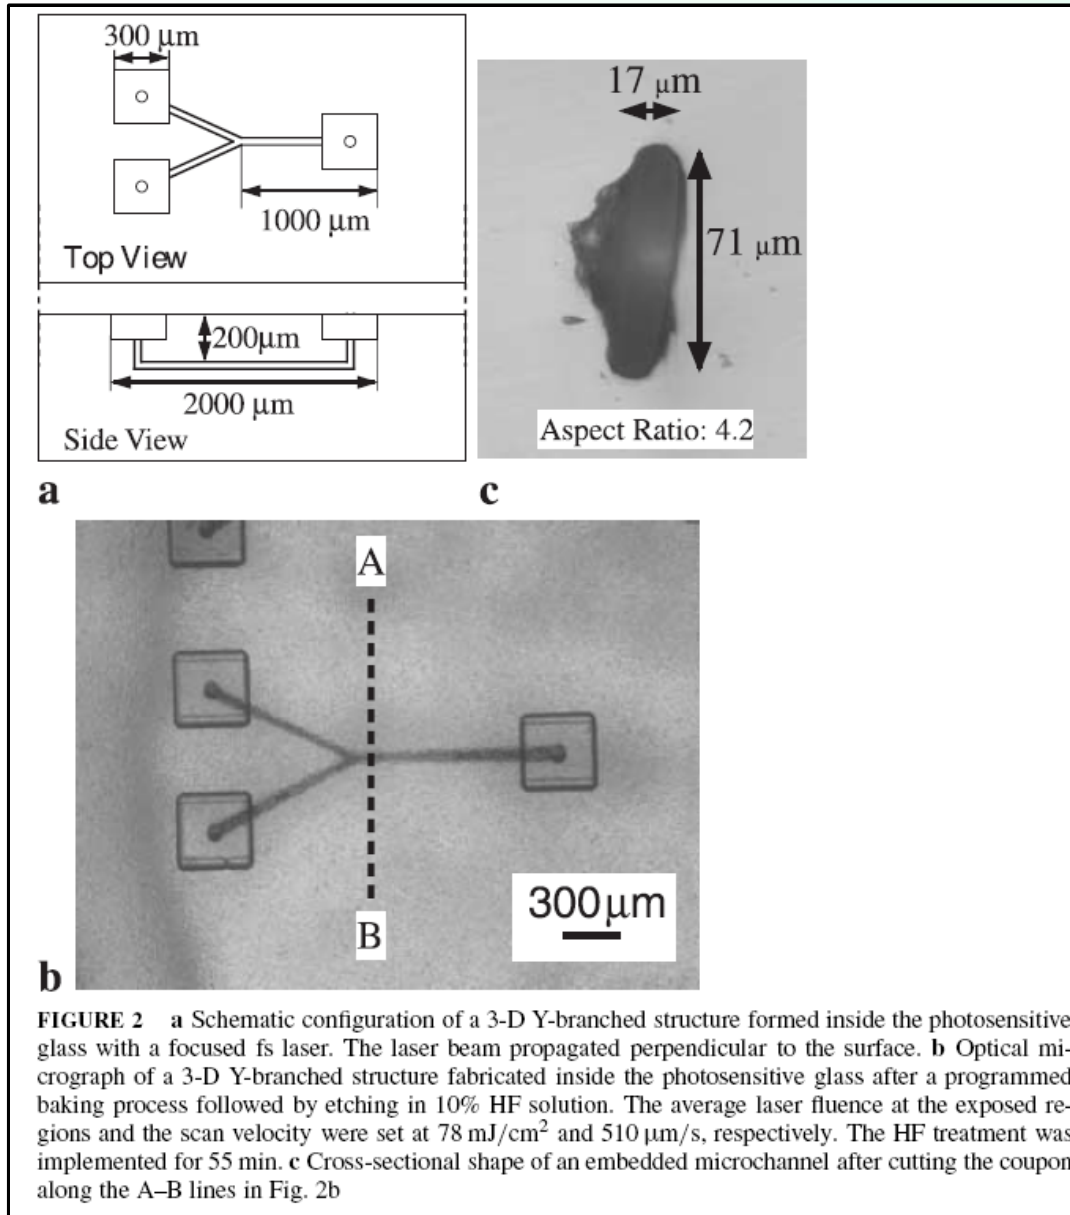 300 μm
1000 μm
Top View
200μm
2000 μm
Side View
a
17 μm
71 μm
Aspect Ratio: 4.2
c
A
B
300μm
b
FIGURE 2 a Schematic configuration of a 3-D Y-branched structure formed inside the photosensitive
glass with a focused fs laser. The laser beam propagated perpendicular to the surface. b Optical mi-
crograph of a 3-D Y-branched structure fabricated inside the photosensitive glass after a programmed
baking process followed by etching in 10% HF solution. The average laser fluence at the exposed re-
gions and the scan velocity were set at 78 mJ/cm² and 510 μm/s, respectively. The HF treatment was
implemented for 55 min. c Cross-sectional shape of an embedded microchannel after cutting the coupon
along the A–B lines in Fig. 2b